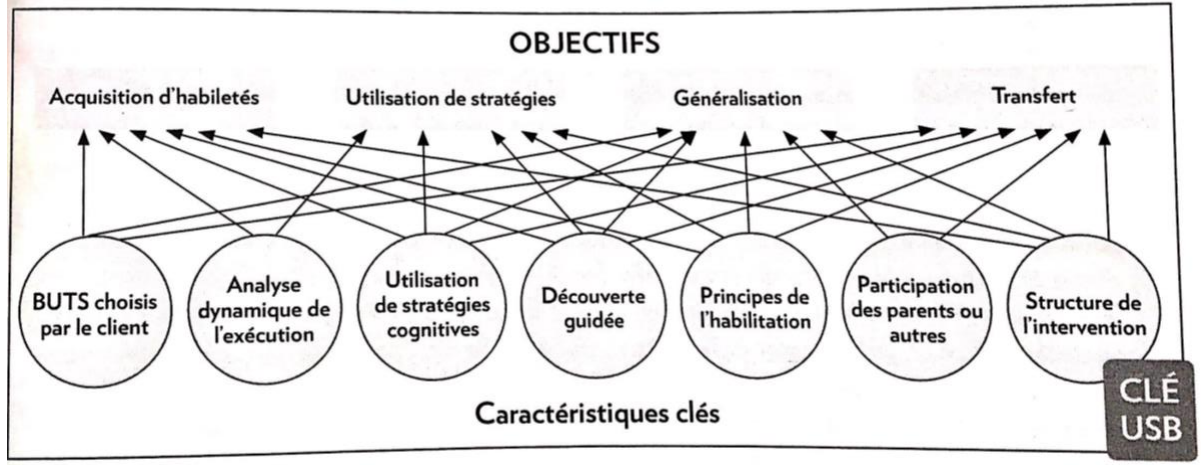 OBJECTIFS
Acquisition d'habiletés
Utilisation de stratégies
Généralisation
Transfert
BUTS choisis
par le client
Analyse
dynamique de
l'exécution
Utilisation
de stratégies
cognitives
Découverte
guidée
Principes de
l'habilitation
Participation
des parents ou
autres
Structure de
l'intervention
Caractéristiques clés
CLÉ
USB